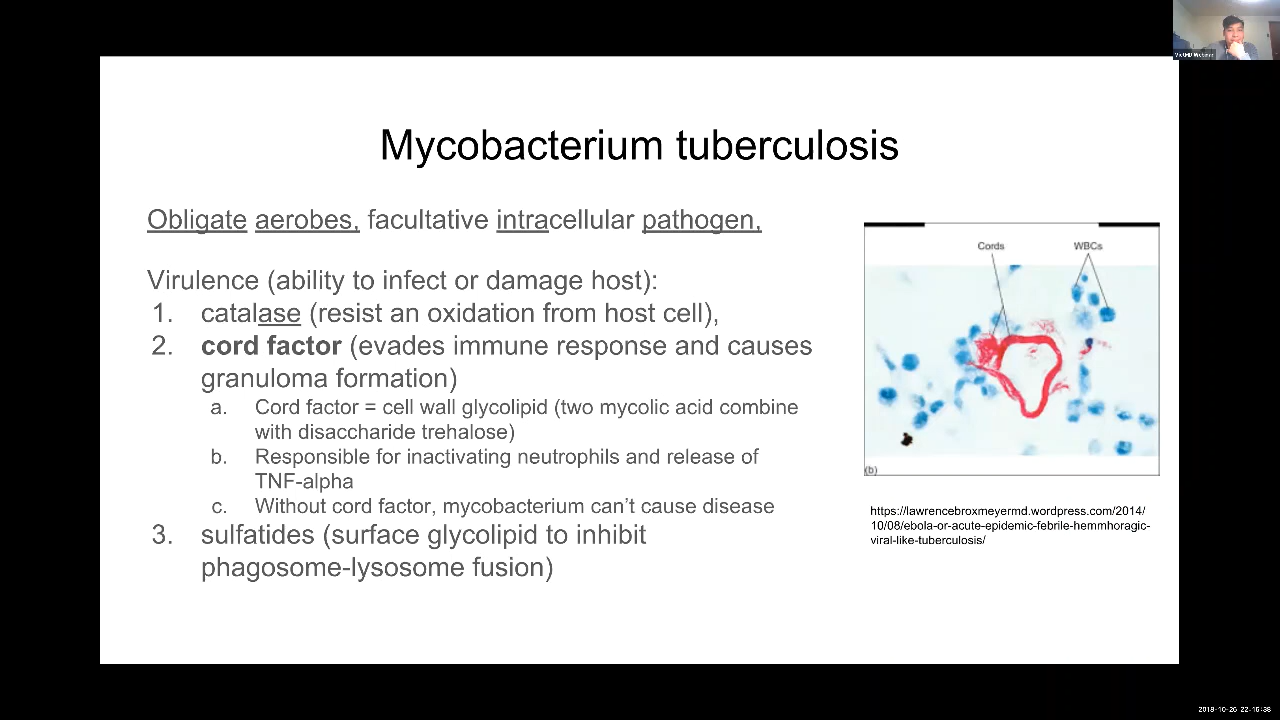 VietMD Webinar
Mycobacterium tuberculosis
Obligate aerobes, facultative intracellular pathogen,
Virulence (ability to infect or damage host):
1. catalase (resist an oxidation from host cell),
2. cord factor (evades immune response and causes
granuloma formation)
a. Cord factor = cell wall glycolipid (two mycolic acid combine
with disaccharide trehalose)
b. Responsible for inactivating neutrophils and release of
TNF-alpha
c. Without cord factor, mycobacterium can't cause disease
3. sulfatides (surface glycolipid to inhibit
phagosome-lysosome fusion)
Cords WBCs
(b)
https://lawrencebroxmeyermd.wordpress.com/2014/
10/08/ebola-or-acute-epidemic-febrile-hemmhoragic-
viral-like-tuberculosis/